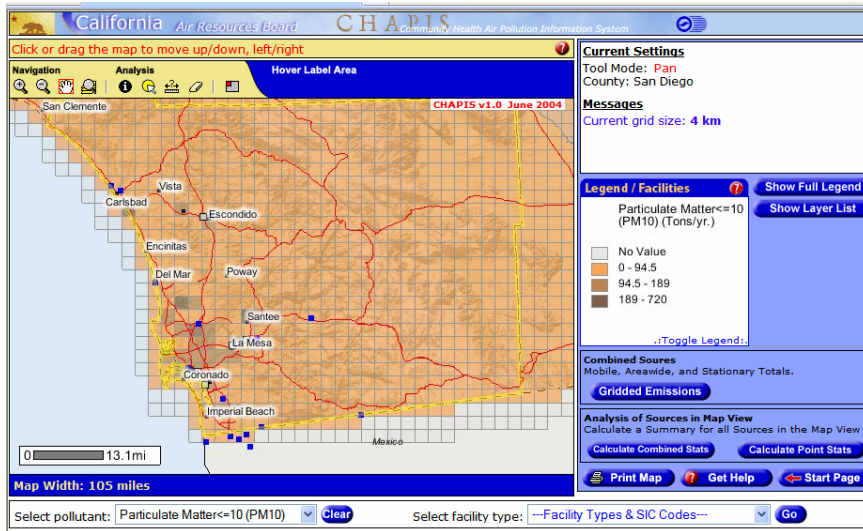 California Air Resources Board CHAPIS Community Health Air Pollution Information System
Click or drag the map to move up/down, left/right
Navigation Analysis Hover Label Area
CHAPIS v1.0 June 2004
San Clemente
Vista
Carlsbad
Escondido
Encinitas
Del Mar
Poway
Santee
La Mesa
Coronado
Imperial Beach
Mexico
0 13.1mi
Map Width: 105 miles
Current Settings
Tool Mode: Pan
County: San Diego
Messages
Current grid size: 4 km
Legend / Facilities
Particulate Matter<=10
(PM10) (Tons/yr.)
No Value
0 - 94.5
94.5 - 189
189 - 720
.:Toggle Legend:.
Show Full Legend
Show Layer List
Combined Soures
Mobile, Areawide, and Stationary Totals.
Gridded Emissions
Analysis of Sources in Map View
Calculate a Summary for all Sources in the Map View
Calculate Combined Stats Calculate Point Stats
Print Map Get Help Start Page
Select pollutant: Particulate Matter<=10 (PM10) Clear Select facility type: ---Facility Types & SIC Codes--- Go